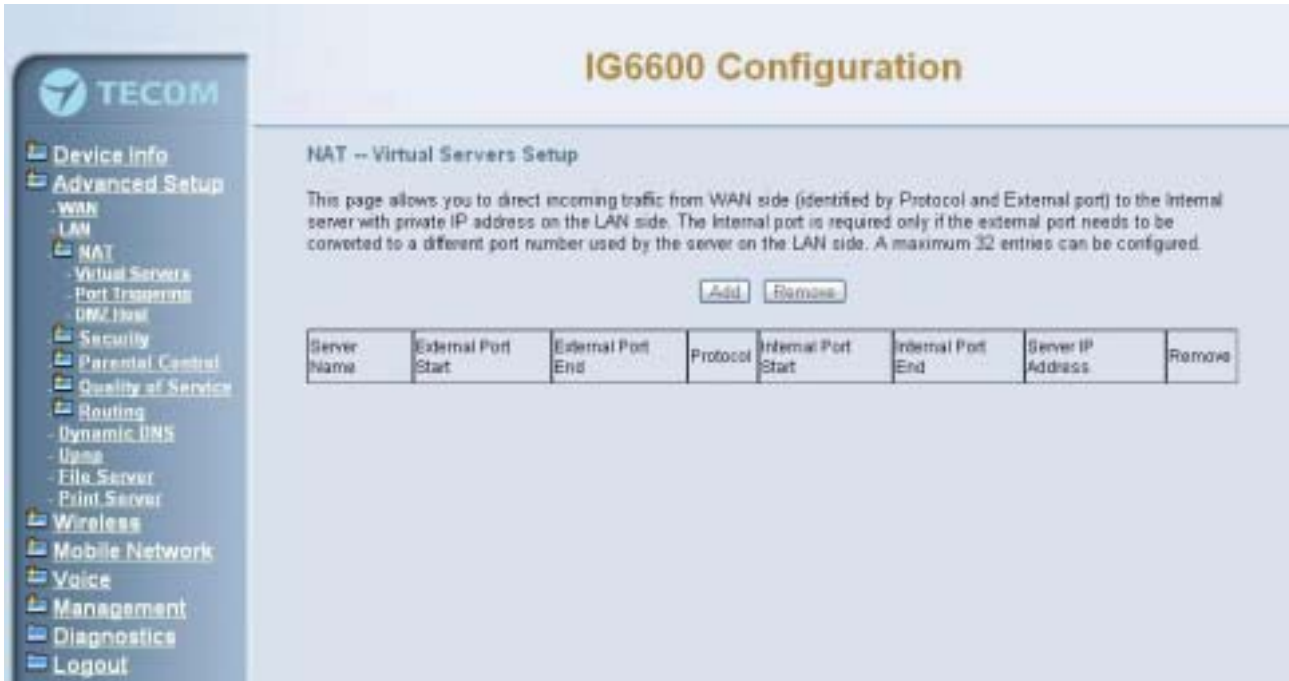 IG6600 Configuration
TECOM
Device Info
Advanced Setup
- WAN
- LAN
NAT
- Virtual Servers
- Port Triggering
- DMZ Host
Security
Parental Control
Quality of Service
Routing
- Dynamic DNS
- Upnp
- File Server
- Print Server
Wireless
Mobile Network
Voice
Management
Diagnostics
Logout
NAT -- Virtual Servers Setup
This page allows you to direct incoming traffic from WAN side (identified by Protocol and External port) to the Internal
server with private IP address on the LAN side. The Internal port is required only if the external port needs to be
converted to a different port number used by the server on the LAN side. A maximum 32 entries can be configured.
Add Remove
Server Name External Port Start External Port End Protocol Internal Port Start Internal Port End Server IP Address Remove